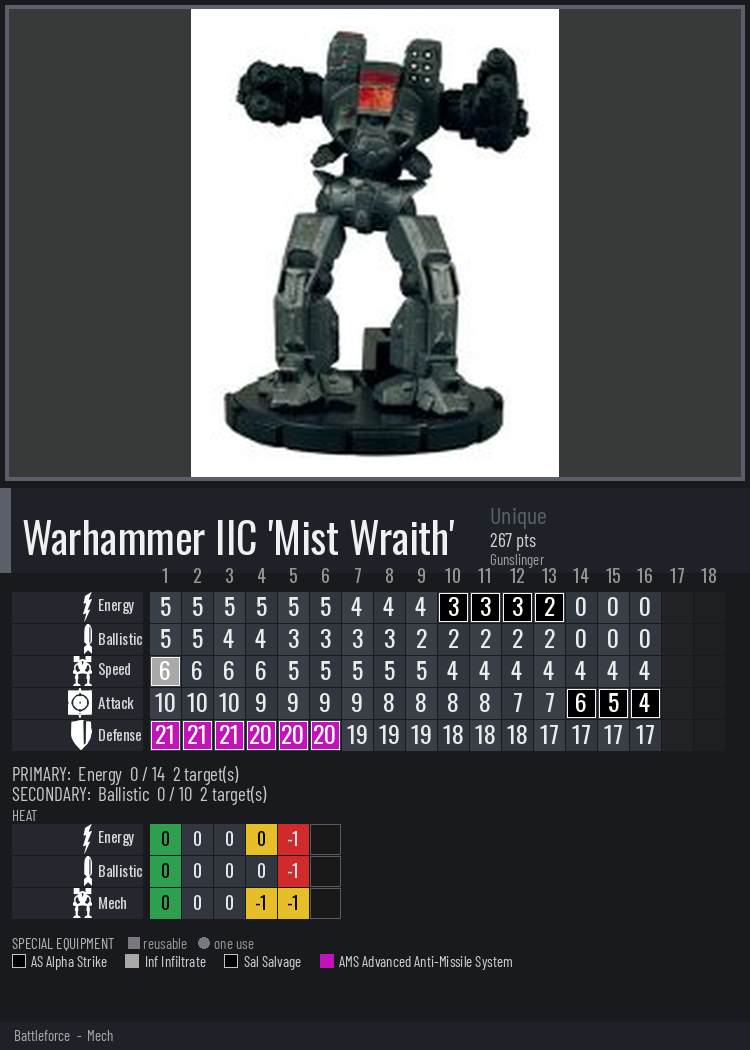 Warhammer IIC 'Mist Wraith'
Unique
267 pts
Gunslinger
1 2 3 4 5 6 7 8 9 10 11 12 13 14 15 16 17 18
Energy 5 5 5 5 5 5 4 4 4 3 3 3 2 0 0 0
Ballistic 5 5 4 4 3 3 3 3 2 2 2 2 2 0 0 0
Speed 6 6 6 6 5 5 5 5 5 4 4 4 4 4 4 4
Attack 10 10 10 9 9 9 9 8 8 8 8 7 7 6 5 4
Defense 21 21 21 20 20 20 19 19 19 18 18 18 17 17 17 17
PRIMARY: Energy 0 / 14 2 target(s)
SECONDARY: Ballistic 0 / 10 2 target(s)
HEAT
Energy 0 0 0 0 -1
Ballistic 0 0 0 0 -1
Mech 0 0 0 -1 -1
SPECIAL EQUIPMENT reusable one use
AS Alpha Strike Inf Infiltrate Sal Salvage AMS Advanced Anti-Missile System
Battleforce - Mech